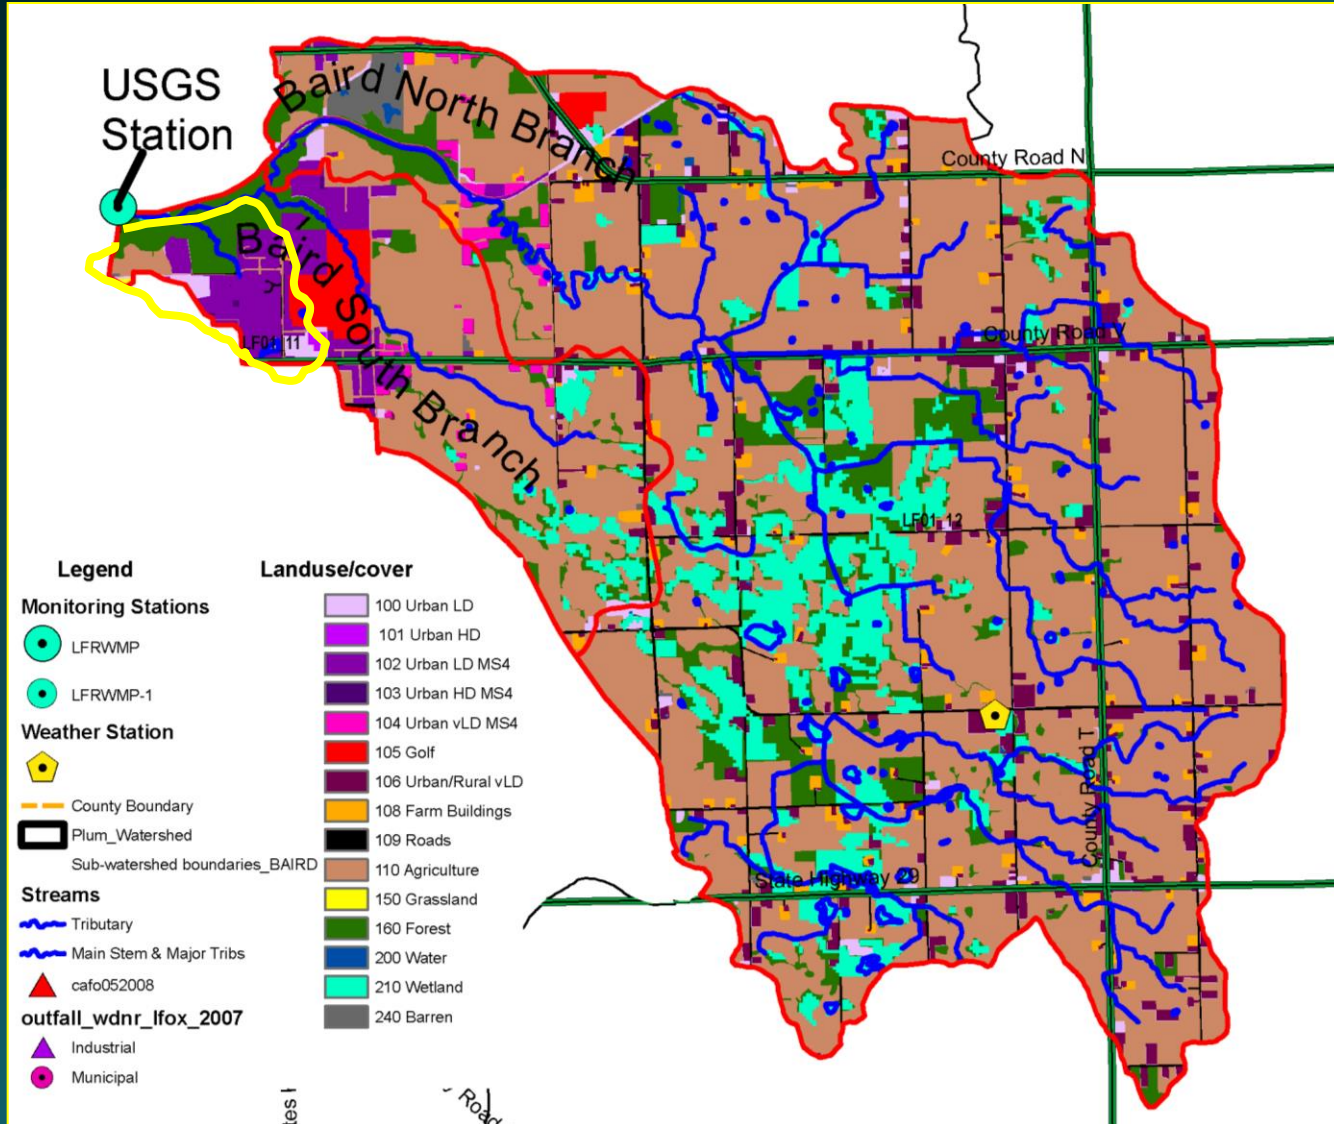 USGS
Station
Baird North Branch
County Road N
Baird South Branch
LF01_11
County Road V
LF01_12
County Road T
State Highway 29
Legend
Monitoring Stations
LFRWMP
LFRWMP-1
Weather Station
County Boundary
Plum_Watershed
Sub-watershed boundaries_BAIRD
Streams
Tributary
Main Stem & Major Tribs
cafo052008
outfall_wdnr_lfox_2007
Industrial
Municipal
Landuse/cover
100 Urban LD
101 Urban HD
102 Urban LD MS4
103 Urban HD MS4
104 Urban vLD MS4
105 Golf
106 Urban/Rural vLD
108 Farm Buildings
109 Roads
110 Agriculture
150 Grassland
160 Forest
200 Water
210 Wetland
240 Barren
Road